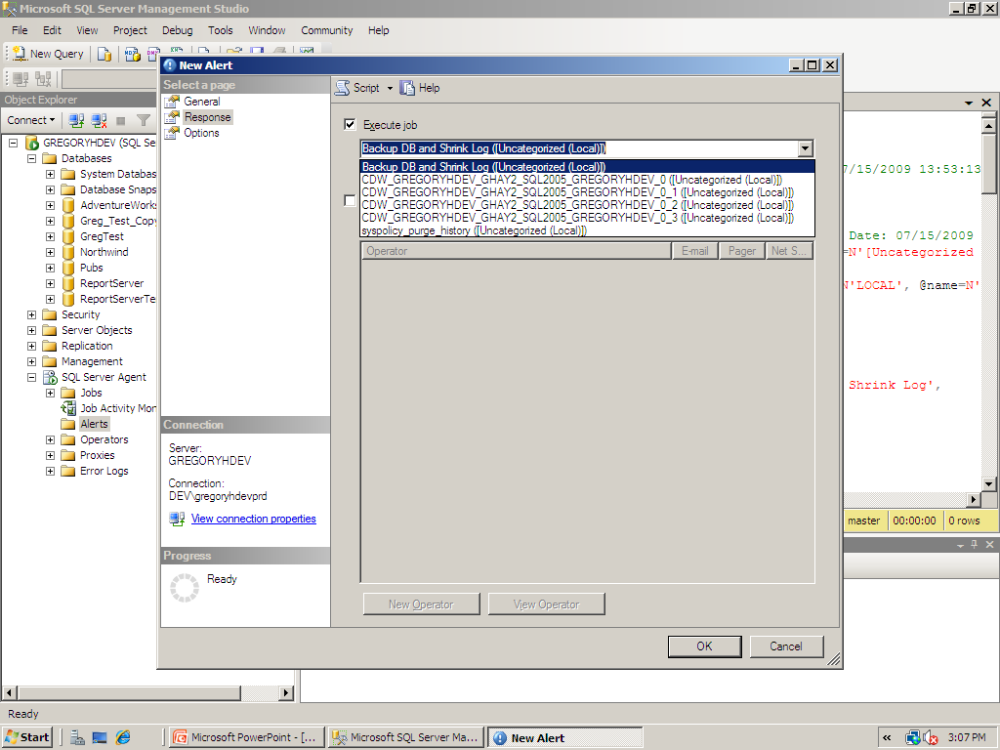 Microsoft SQL Server Management Studio
File Edit View Project Debug Tools Window Community Help
New Query
Object Explorer
Connect
GREGORYHDEV (SQL Se
Databases
System Databas
Database Snaps
AdventureWorks
Greg_Test_Copy
GregTest
Northwind
Pubs
ReportServer
ReportServerTe
Security
Server Objects
Replication
Management
SQL Server Agent
Jobs
Job Activity Mon
Alerts
Operators
Proxies
Error Logs
New Alert
Select a page
General
Response
Options
Script Help
Execute job
Backup DB and Shrink Log ([Uncategorized (Local)])
Backup DB and Shrink Log ([Uncategorized (Local)])
CDW_GREGORYHDEV_GHAY2_SQL2005_GREGORYHDEV_0 ([Uncategorized (Local)])
CDW_GREGORYHDEV_GHAY2_SQL2005_GREGORYHDEV_0_1 ([Uncategorized (Local)])
CDW_GREGORYHDEV_GHAY2_SQL2005_GREGORYHDEV_0_2 ([Uncategorized (Local)])
CDW_GREGORYHDEV_GHAY2_SQL2005_GREGORYHDEV_0_3 ([Uncategorized (Local)])
syspolicy_purge_history ([Uncategorized (Local)])
Operator E-mail Pager Net S...
Connection
Server:
GREGORYHDEV
Connection:
DEV\gregoryhdevprd
View connection properties
Progress
Ready
New Operator View Operator
OK Cancel
7/15/2009 13:53:13
Date: 07/15/2009
=N'[Uncategorized
N'LOCAL', @name=N'
Shrink Log',
master 00:00:00 0 rows
Ready
Start Microsoft PowerPoint - [... Microsoft SQL Server Ma... New Alert « 3:07 PM